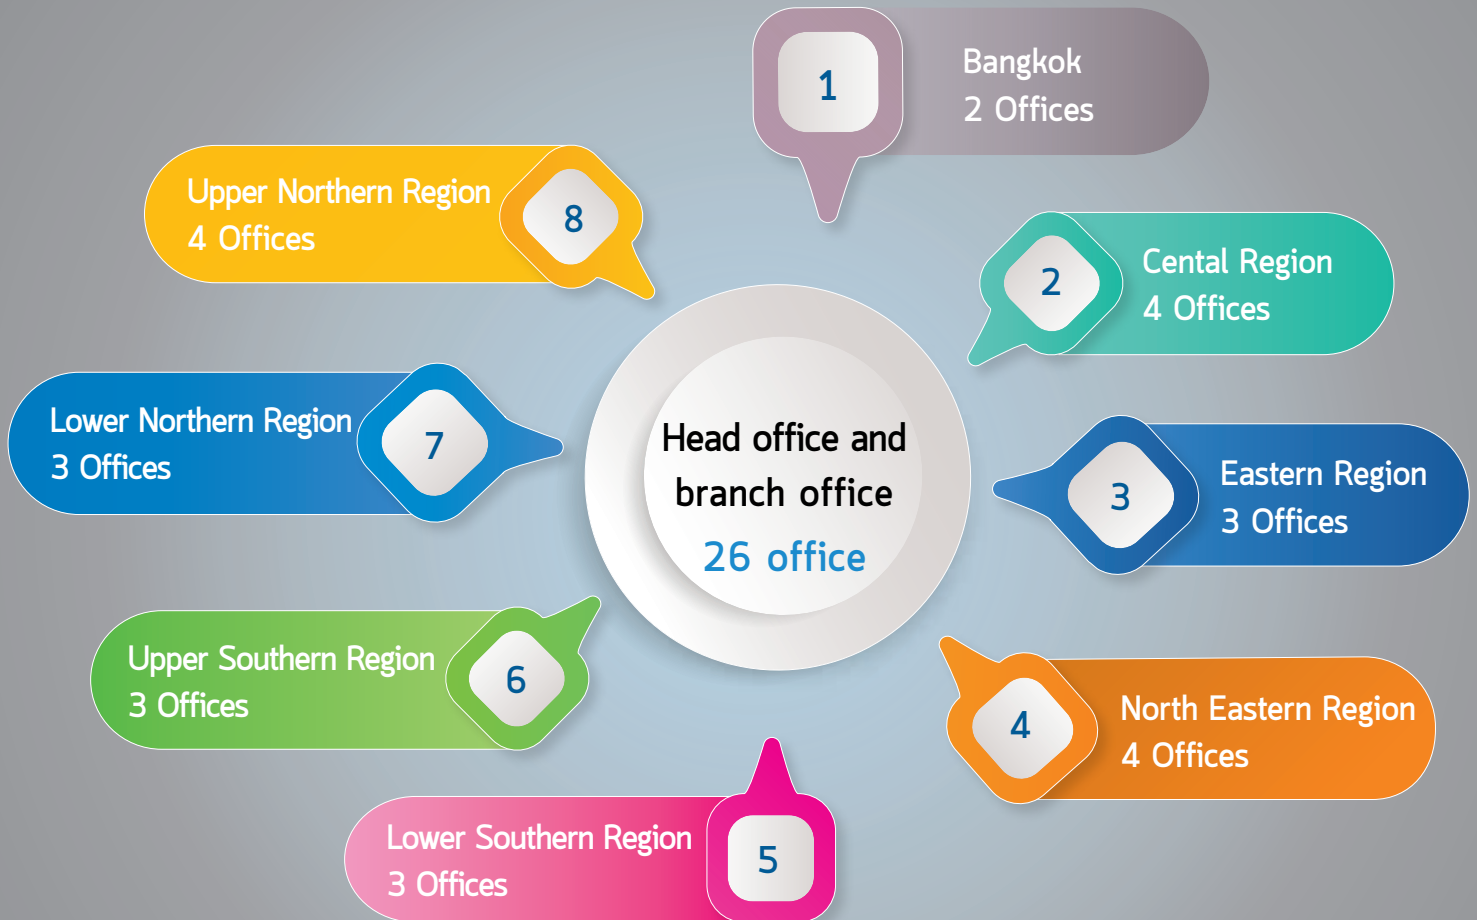 Head office and
branch office
26 office
1
Bangkok
2 Offices
2
Cental Region
4 Offices
3
Eastern Region
3 Offices
4
North Eastern Region
4 Offices
5
Lower Southern Region
3 Offices
6
Upper Southern Region
3 Offices
7
Lower Northern Region
3 Offices
8
Upper Northern Region
4 Offices